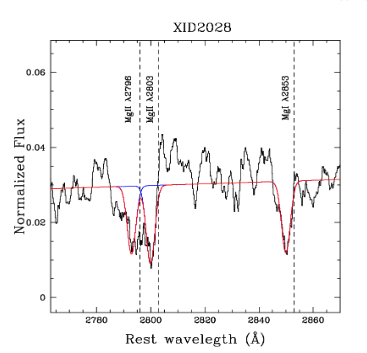 XID2028
MgII λ2796
MgII λ2803
MgI λ2853
0.06
0.04
0.02
0
Normalized Flux
2780
2800
2820
2840
2860
Rest wavelegth (Å)